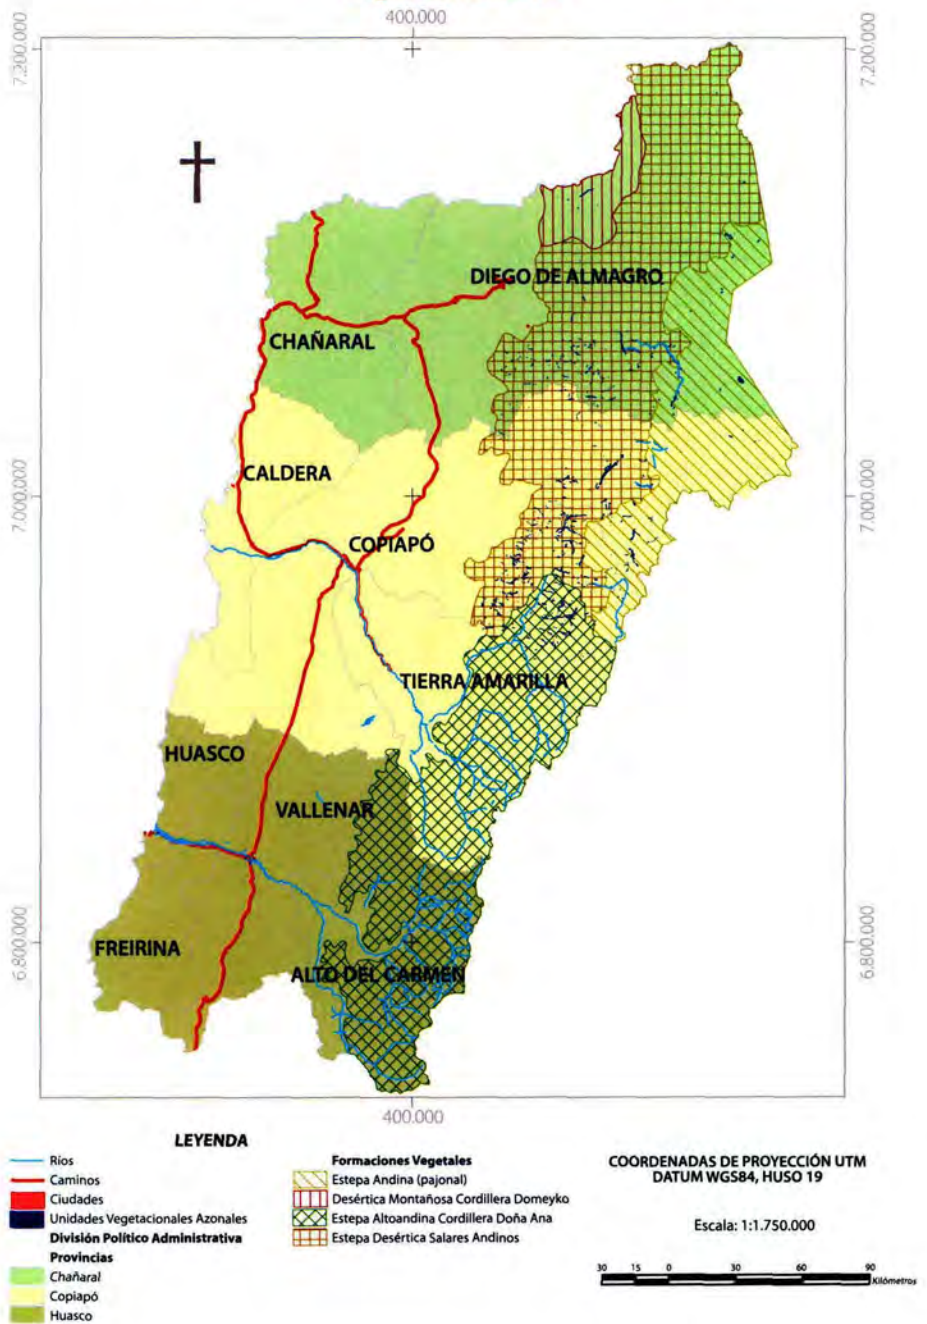 400.000
7.200.000
7.200.000
DIEGO DE ALMAGRO
CHAÑARAL
CALDERA
7.000.000
7.000.000
COPIAPÓ
TIERRA AMARILLA
HUASCO
VALLENAR
6.800.000
6.800.000
FREIRINA
ALTO DEL CARMEN
400.000
LEYENDA
Ríos
Caminos
Ciudades
Unidades Vegetacionales Azonales
División Político Administrativa
Provincias
Chañaral
Copiapó
Huasco
Formaciones Vegetales
Estepa Andina (pajonal)
Desértica Montañosa Cordillera Domeyko
Estepa Altoandina Cordillera Doña Ana
Estepa Desértica Salares Andinos
COORDENADAS DE PROYECCIÓN UTM
DATUM WGS84, HUSO 19
Escala: 1:1.750.000
30 15 0 30 60 90
Kilómetros